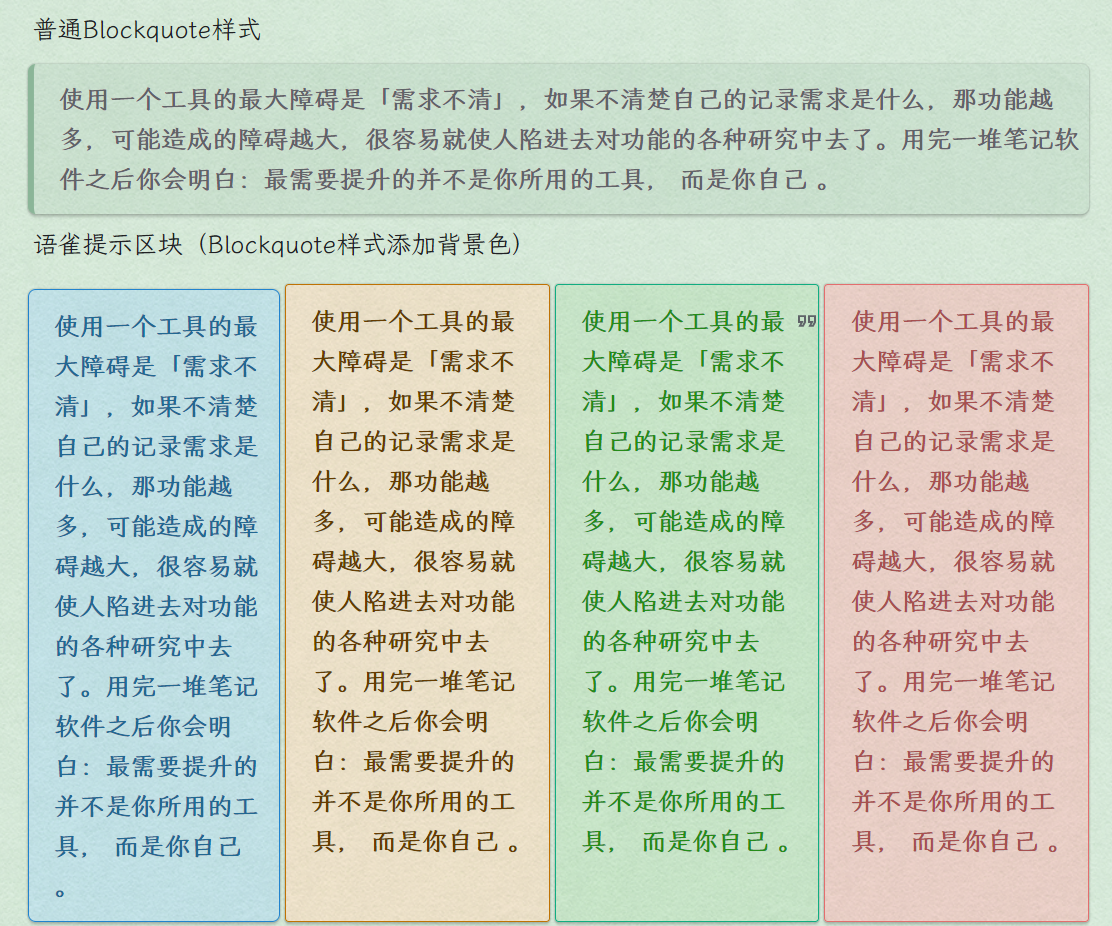 普通Blockquote样式
使用一个工具的最大障碍是「需求不清」，如果不清楚自己的记录需求是什么，那功能越
多，可能造成的障碍越大，很容易就使人陷进去对功能的各种研究中去了。用完一堆笔记软
件之后你会明白：最需要提升的并不是你所用的工具， 而是你自己 。
语雀提示区块（Blockquote样式添加背景色）
使用一个工具的最
大障碍是「需求不
清」，如果不清楚
自己的记录需求是
什么，那功能越
多，可能造成的障
碍越大，很容易就
使人陷进去对功能
的各种研究中去
了。用完一堆笔记
软件之后你会明
白：最需要提升的
并不是你所用的工
具， 而是你自己
。
使用一个工具的最
大障碍是「需求不
清」，如果不清楚
自己的记录需求是
什么，那功能越
多，可能造成的障
碍越大，很容易就
使人陷进去对功能
的各种研究中去
了。用完一堆笔记
软件之后你会明
白：最需要提升的
并不是你所用的工
具， 而是你自己 。
使用一个工具的最
大障碍是「需求不
清」，如果不清楚
自己的记录需求是
什么，那功能越
多，可能造成的障
碍越大，很容易就
使人陷进去对功能
的各种研究中去
了。用完一堆笔记
软件之后你会明
白：最需要提升的
并不是你所用的工
具， 而是你自己 。
使用一个工具的最
大障碍是「需求不
清」，如果不清楚
自己的记录需求是
什么，那功能越
多，可能造成的障
碍越大，很容易就
使人陷进去对功能
的各种研究中去
了。用完一堆笔记
软件之后你会明
白：最需要提升的
并不是你所用的工
具， 而是你自己 。